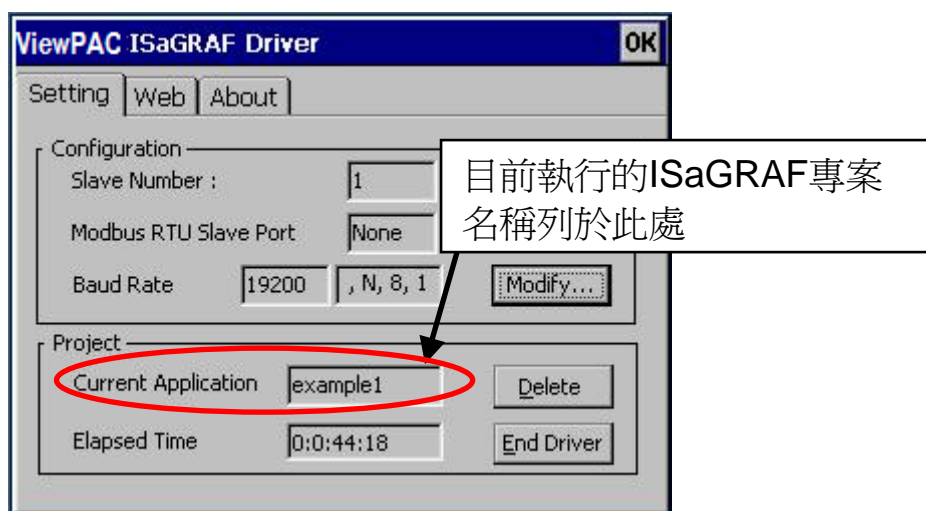 ViewPAC ISaGRAF Driver OK
Setting Web About
Configuration
Slave Number : 1
Modbus RTU Slave Port None
Baud Rate 19200 , N, 8, 1 Modify...
目前執行的ISaGRAF專案
名稱列於此處
Project
Current Application example1 Delete
Elapsed Time 0:0:44:18 End Driver